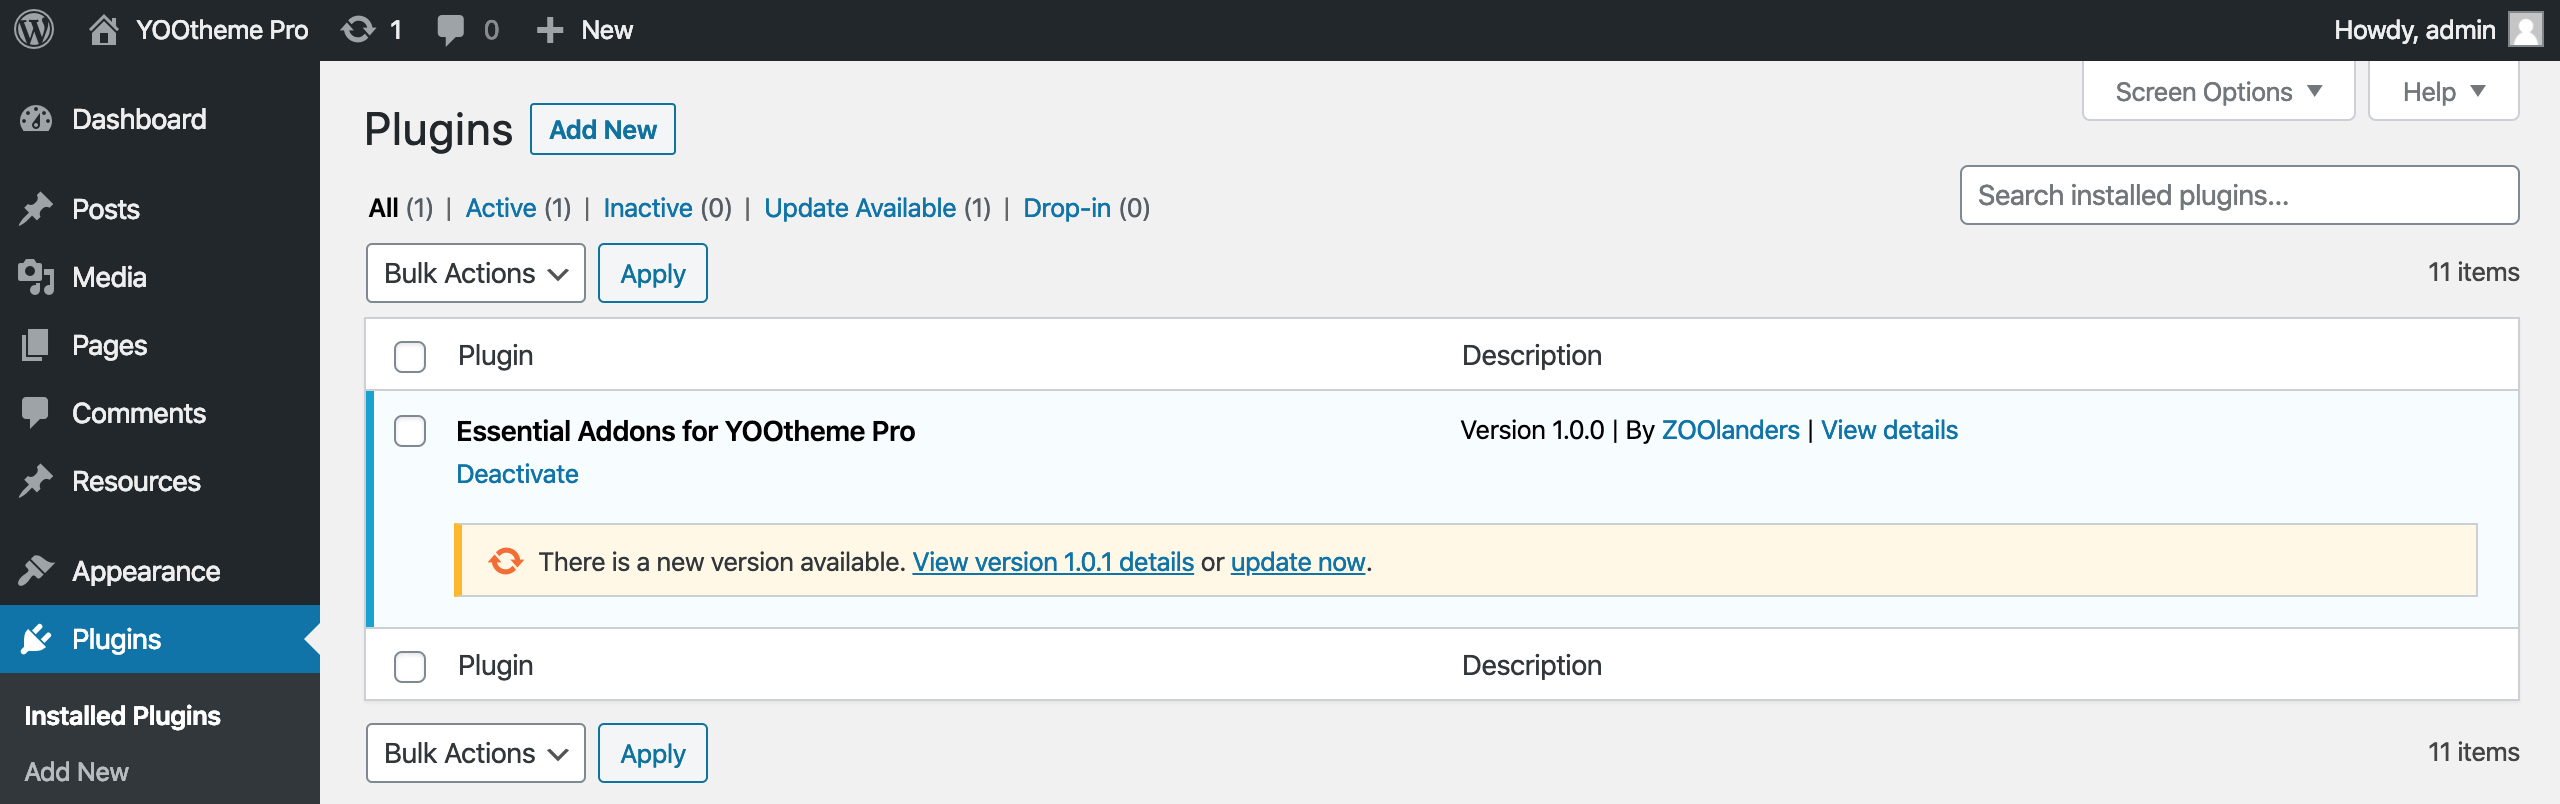 YOOtheme Pro 1 0 New Howdy, admin
Dashboard
Posts
Media
Pages
Comments
Resources
Appearance
Plugins
Installed Plugins
Add New
Screen Options Help
Plugins Add New
All (1) | Active (1) | Inactive (0) | Update Available (1) | Drop-in (0)
Search installed plugins...
Bulk Actions Apply 11 items
Plugin Description
Essential Addons for YOOtheme Pro Version 1.0.0 | By ZOOlanders | View details
Deactivate
There is a new version available. View version 1.0.1 details or update now.
Plugin Description
Bulk Actions Apply 11 items